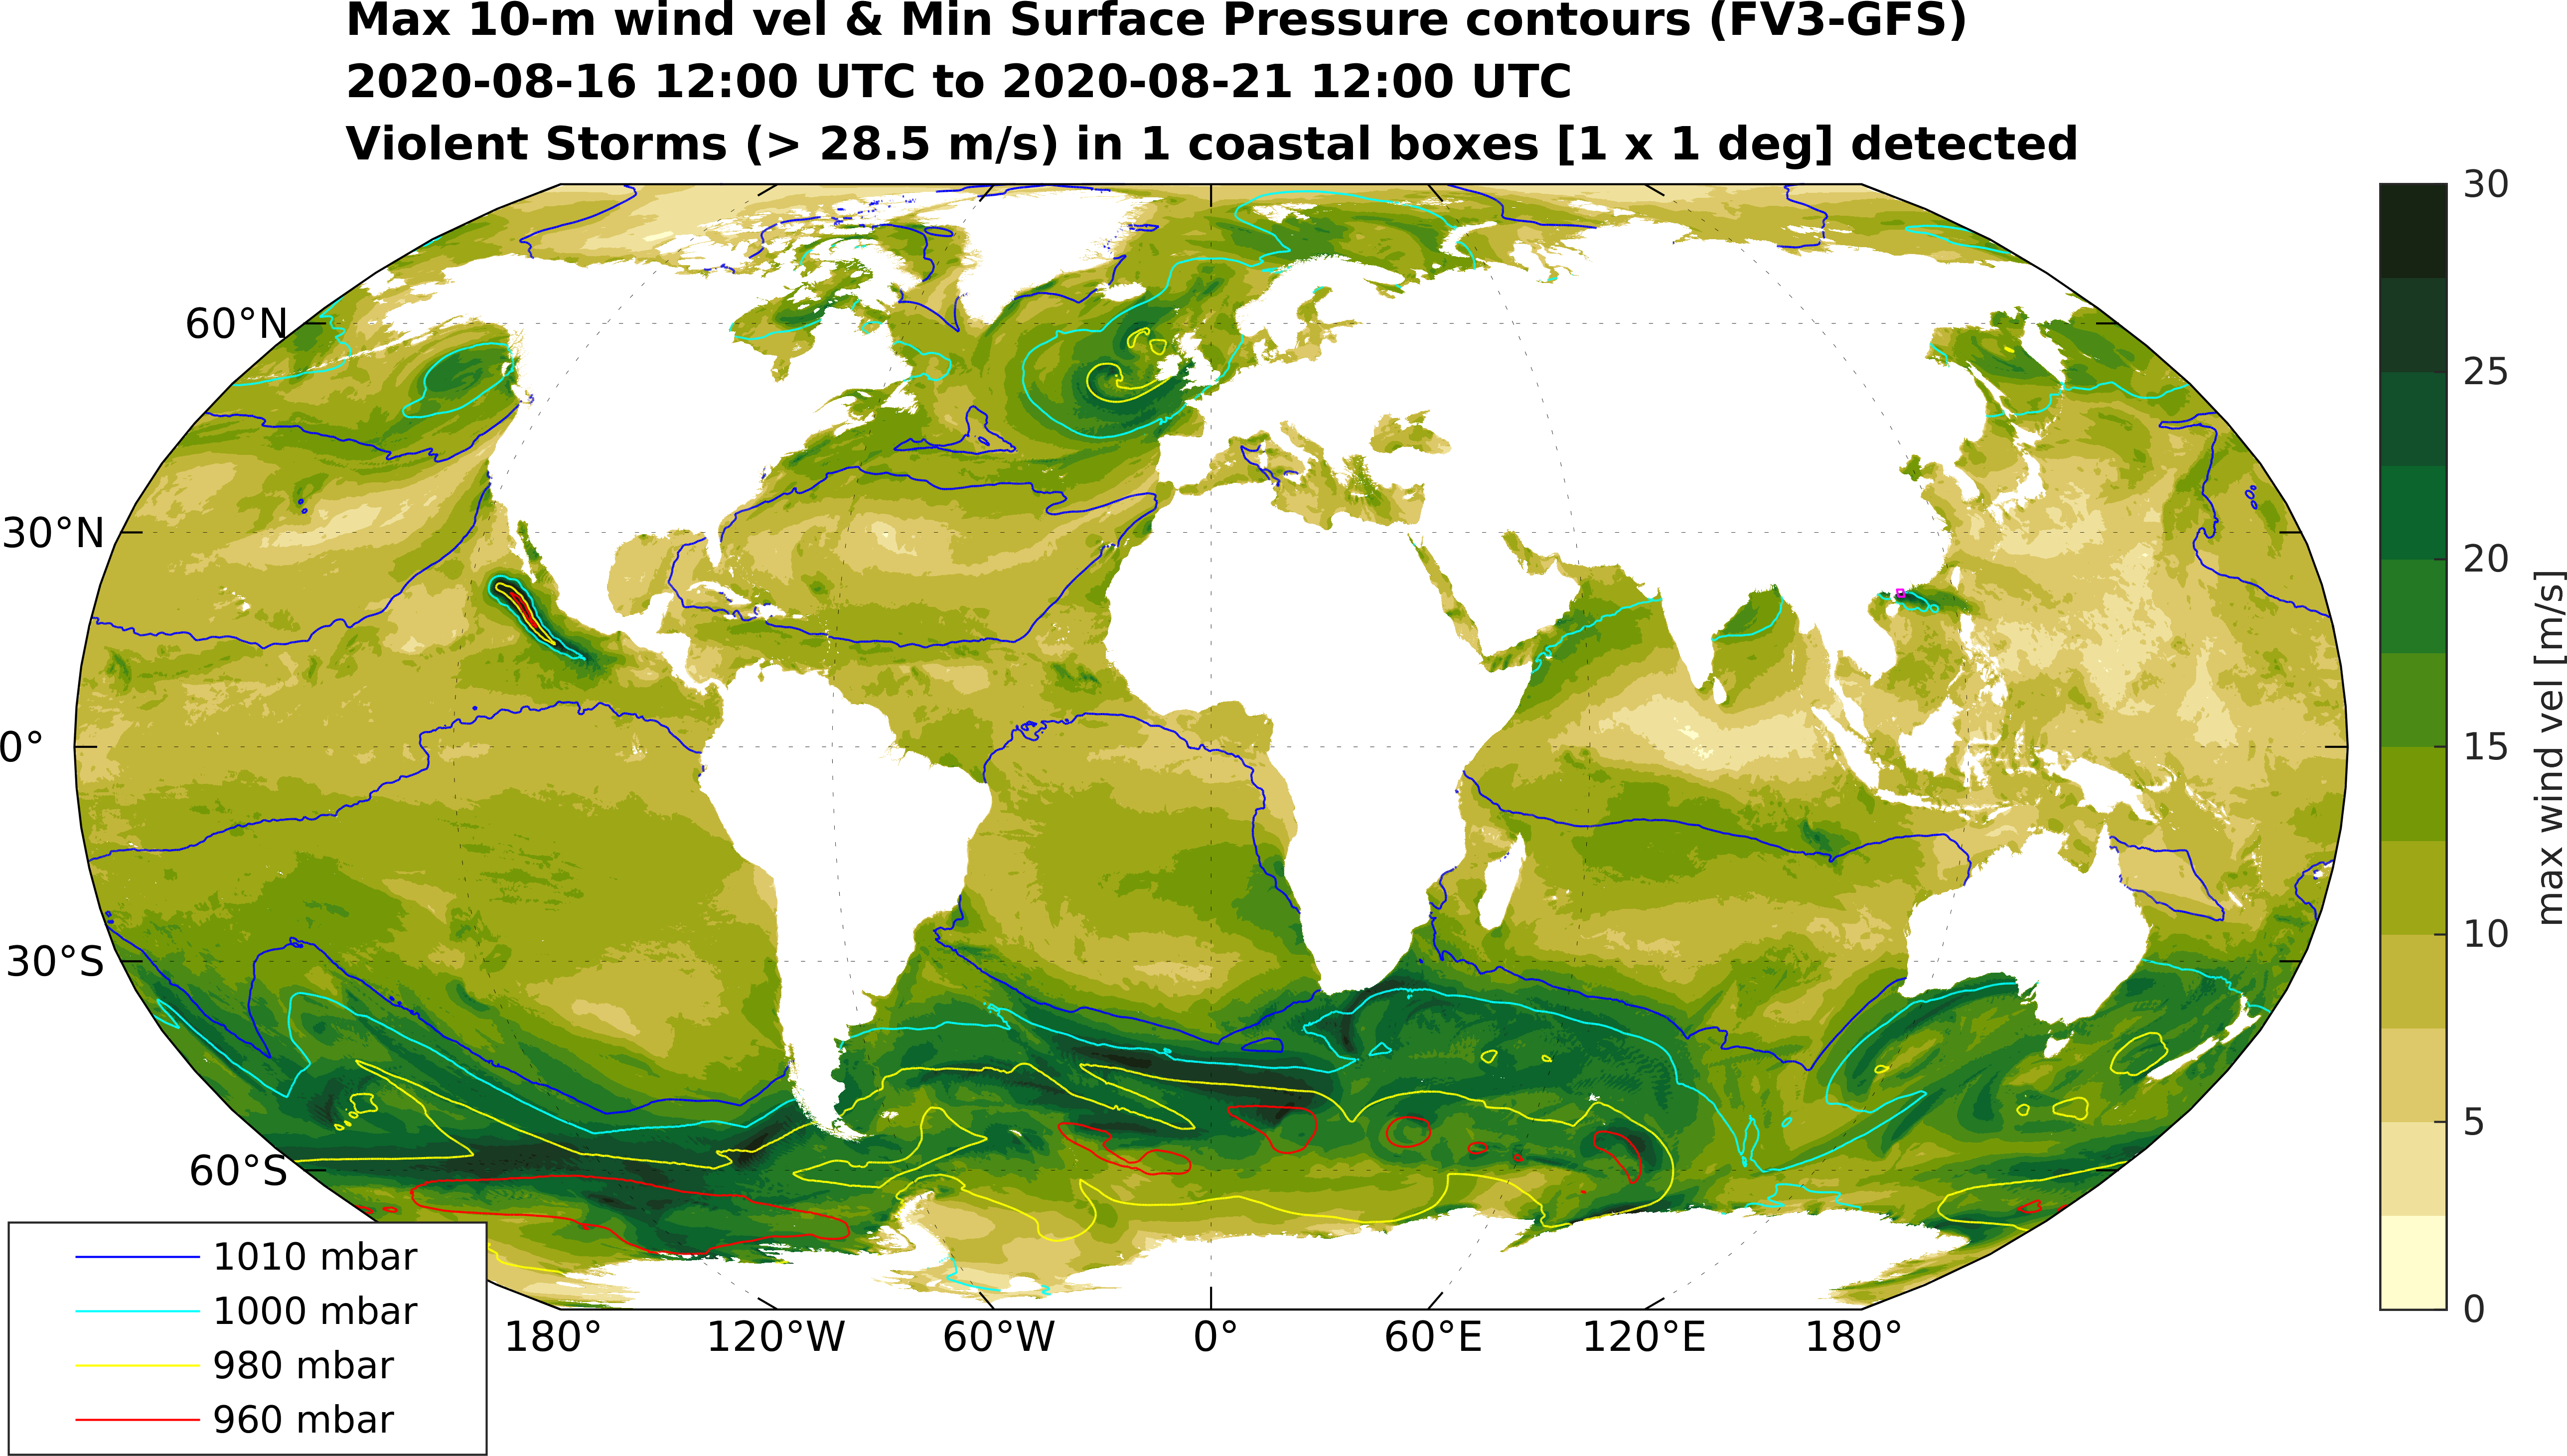 Max 10-m wind vel & Min Surface Pressure contours (FV3-GFS)
2020-08-16 12:00 UTC to 2020-08-21 12:00 UTC
Violent Storms (> 28.5 m/s) in 1 coastal boxes [1 x 1 deg] detected
60°N
30°N
0°
30°S
60°S
180°
120°W
60°W
0°
60°E
120°E
180°
1010 mbar
1000 mbar
980 mbar
960 mbar
30
25
20
15
10
5
0
max wind vel [m/s]